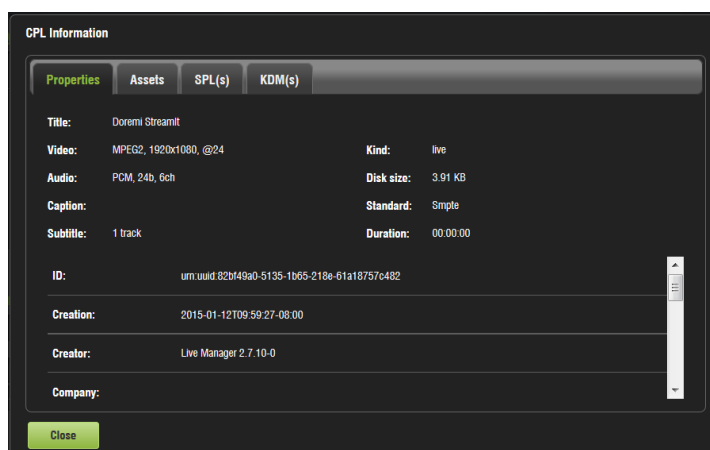 CPL Information
Properties Assets SPL(s) KDM(s)
Title: Doremi StreamIt
Video: MPEG2, 1920x1080, @24 Kind: live
Audio: PCM, 24b, 6ch Disk size: 3.91 KB
Caption: Standard: Smpte
Subtitle: 1 track Duration: 00:00:00
ID: urn:uuid:82bf49a0-5135-1b65-218e-61a18757c482
Creation: 2015-01-12T09:59:27-08:00
Creator: Live Manager 2.7.10-0
Company:
Close